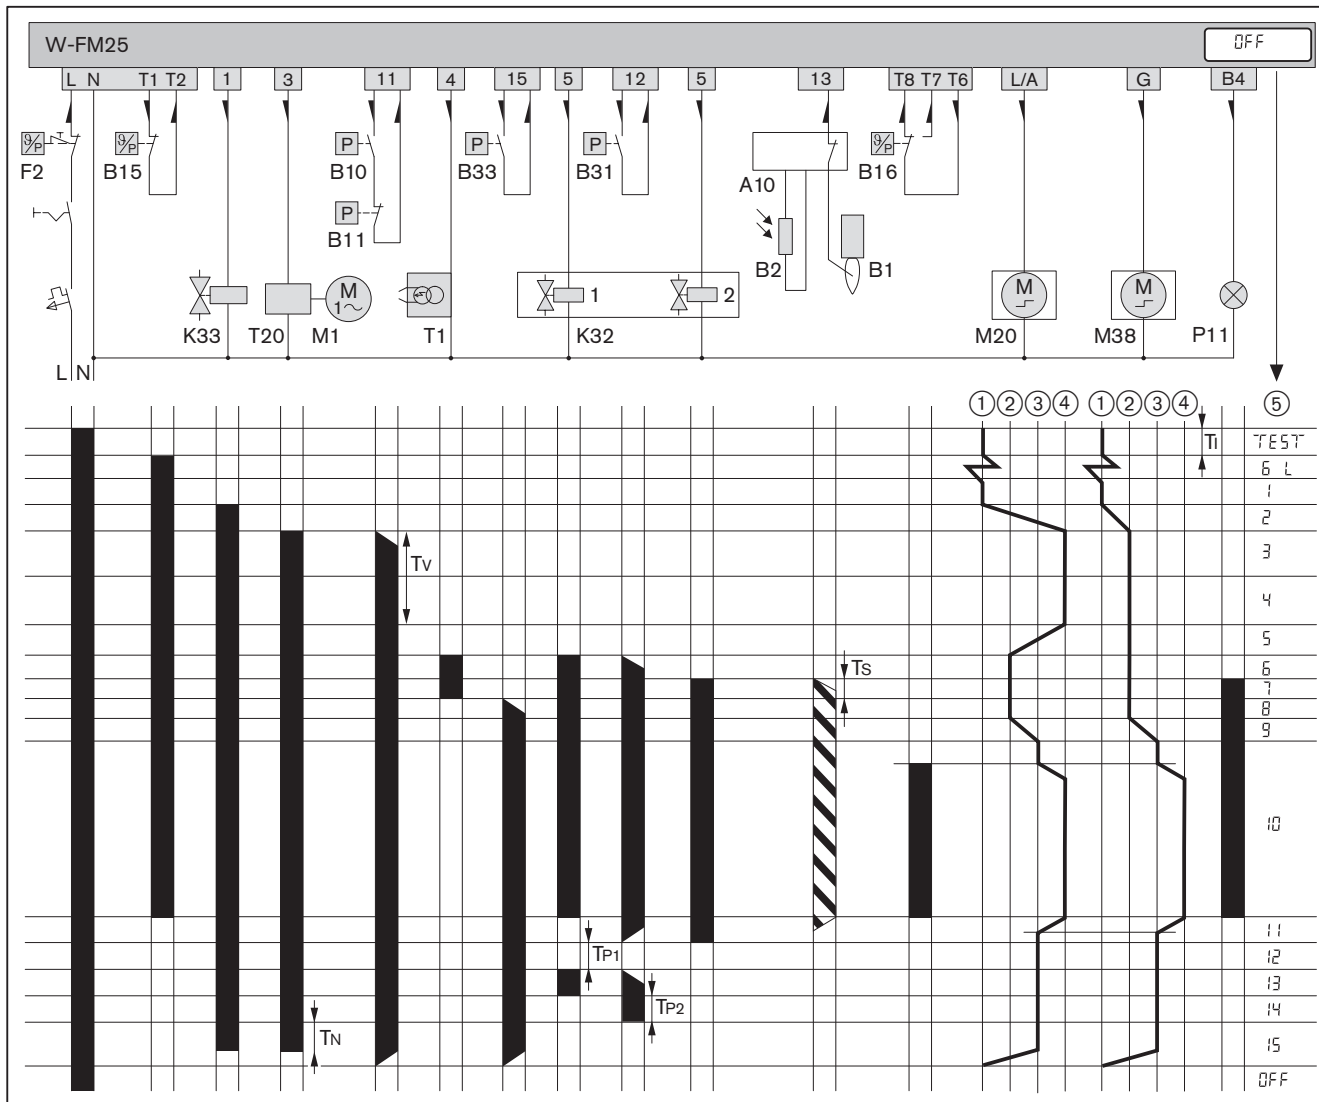 W-FM25 OFF
L N T1 T2 1 3 11 4 15 5 12 5 13 T8 T7 T6 L/A G B4
ϑ/P ϑ/P P P P ϑ/P
F2 B15 B10 B33 B31 A10 B16
P
B11 B2 B1
M 1~ 1 2 M M
K33 T20 M1 T1 K32 M20 M38 P11
L N
① ② ③ ④ ① ② ③ ④ ⑤
TI TEST
6 L
1
2
TV 3
4
5
6
TS 7
8
9
10
11
TP1 12
13
TP2 14
TN 15
OFF